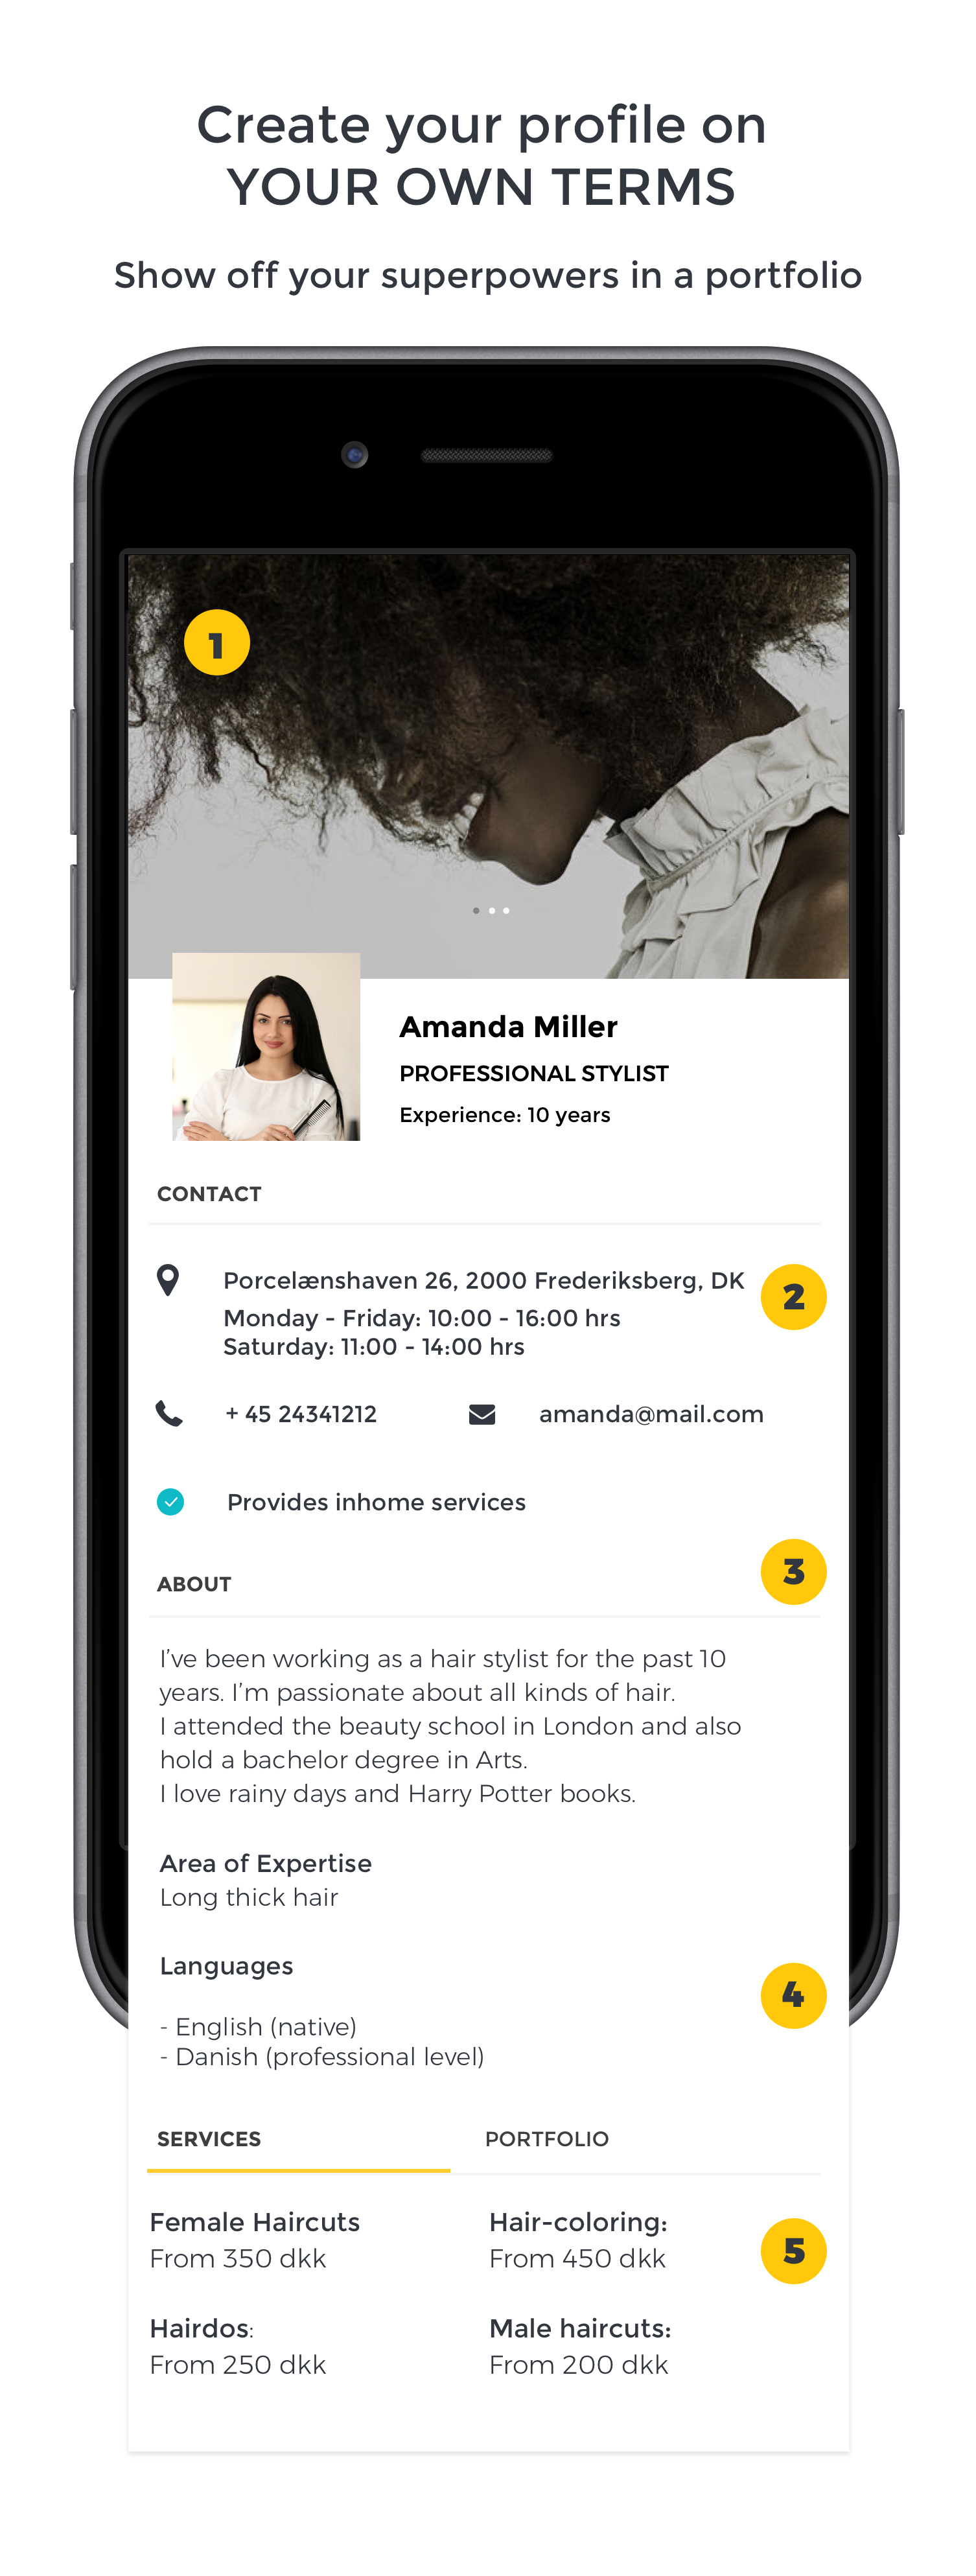 Create your profile on
YOUR OWN TERMS
Show off your superpowers in a portfolio
1
Amanda Miller
PROFESSIONAL STYLIST
Experience: 10 years
CONTACT
Porcelænshaven 26, 2000 Frederiksberg, DK
2
Monday - Friday: 10:00 - 16:00 hrs
Saturday: 11:00 - 14:00 hrs
+ 45 24341212
amanda@mail.com
Provides inhome services
3
ABOUT
I've been working as a hair stylist for the past 10
years. I'm passionate about all kinds of hair.
I attended the beauty school in London and also
hold a bachelor degree in Arts.
I love rainy days and Harry Potter books.
Area of Expertise
Long thick hair
Languages
4
- English (native)
- Danish (professional level)
SERVICES
PORTFOLIO
Female Haircuts
From 350 dkk
Hair-coloring:
From 450 dkk
5
Hairdos:
From 250 dkk
Male haircuts:
From 200 dkk